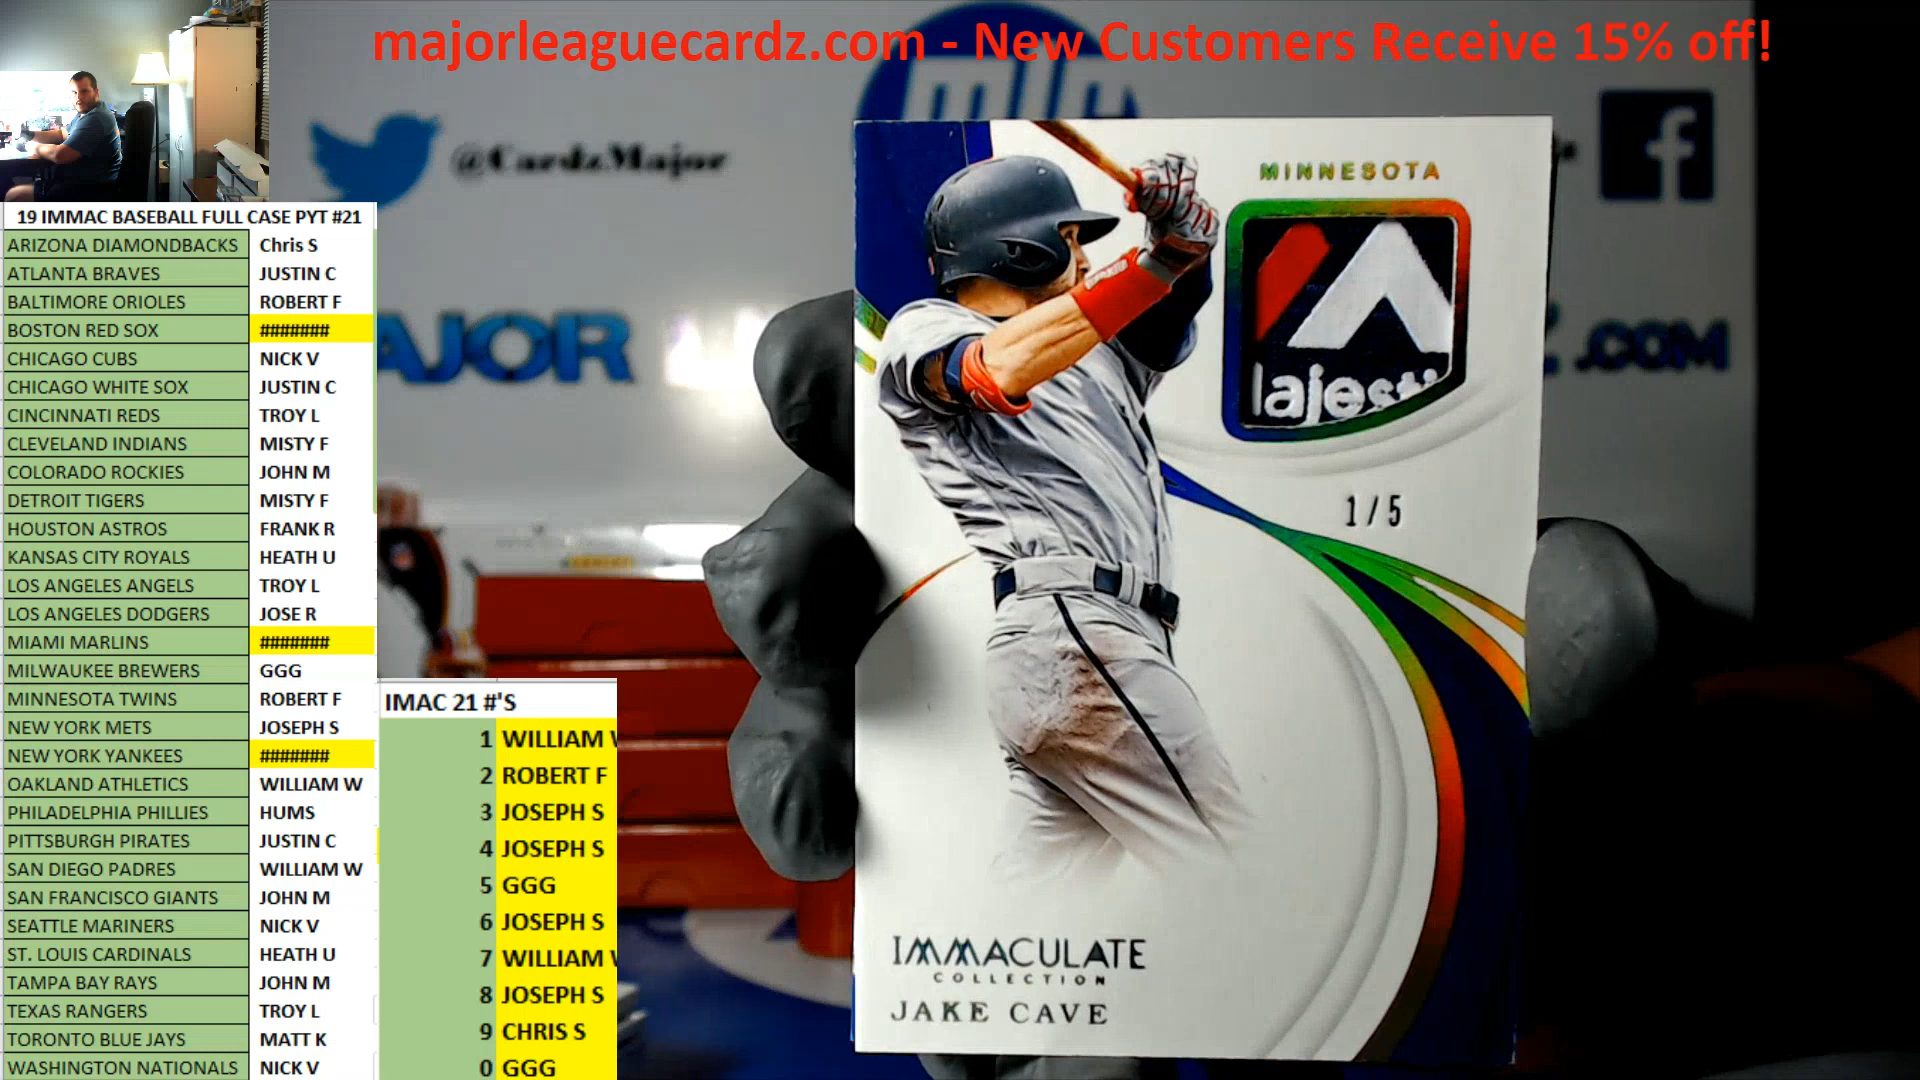 majorleaguecardz.com - New Customers Receive 15% off!
@CardzMajor
19 IMMAC BASEBALL FULL CASE PYT #21
ARIZONA DIAMONDBACKS Chris S
ATLANTA BRAVES JUSTIN C
BALTIMORE ORIOLES ROBERT F
BOSTON RED SOX #######
CHICAGO CUBS NICK V
CHICAGO WHITE SOX JUSTIN C
CINCINNATI REDS TROY L
CLEVELAND INDIANS MISTY F
COLORADO ROCKIES JOHN M
DETROIT TIGERS MISTY F
HOUSTON ASTROS FRANK R
KANSAS CITY ROYALS HEATH U
LOS ANGELES ANGELS TROY L
LOS ANGELES DODGERS JOSE R
MIAMI MARLINS #######
MILWAUKEE BREWERS GGG
MINNESOTA TWINS ROBERT F
NEW YORK METS JOSEPH S
NEW YORK YANKEES #######
OAKLAND ATHLETICS WILLIAM W
PHILADELPHIA PHILLIES HUMS
PITTSBURGH PIRATES JUSTIN C
SAN DIEGO PADRES WILLIAM W
SAN FRANCISCO GIANTS JOHN M
SEATTLE MARINERS NICK V
ST. LOUIS CARDINALS HEATH U
TAMPA BAY RAYS JOHN M
TEXAS RANGERS TROY L
TORONTO BLUE JAYS MATT K
WASHINGTON NATIONALS NICK V
IMAC 21 #'S
1 WILLIAM W
2 ROBERT F
3 JOSEPH S
4 JOSEPH S
5 GGG
6 JOSEPH S
7 WILLIAM W
8 JOSEPH S
9 CHRIS S
0 GGG
AJOR
.COM
MINNESOTA
lajesti
1/5
IMMACULATE
COLLECTION
JAKE CAVE